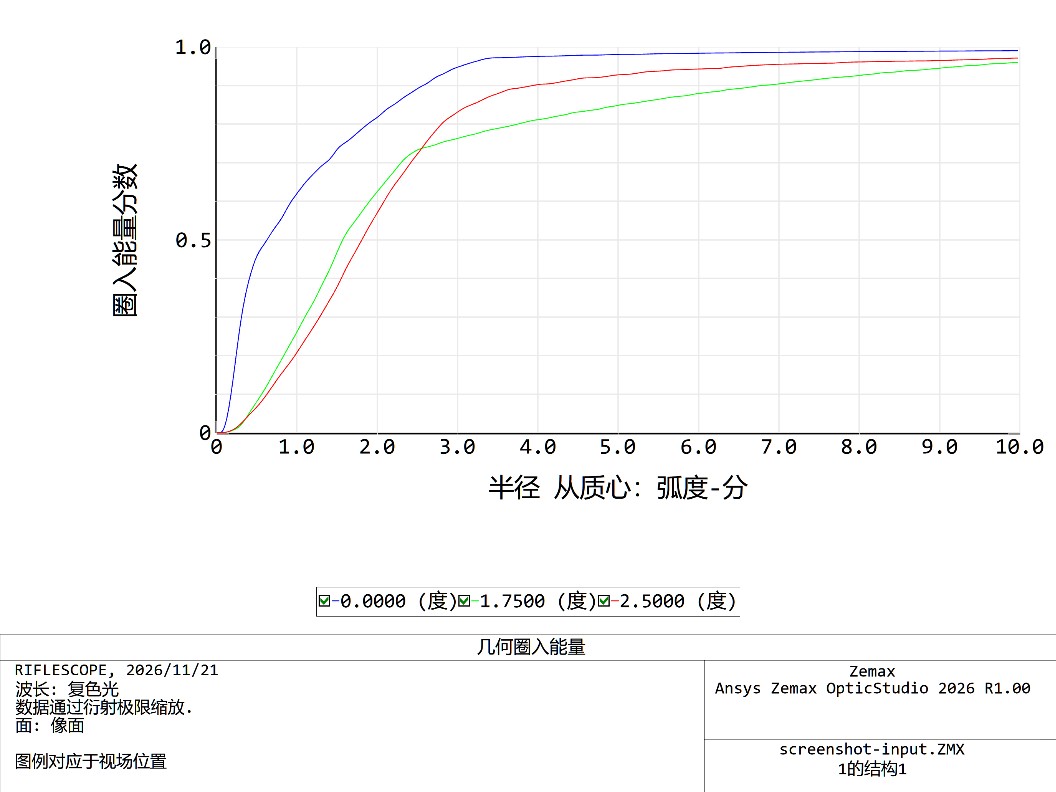 1.0
0.5
0
圈入能量分数
0 1.0 2.0 3.0 4.0 5.0 6.0 7.0 8.0 9.0 10.0
半径 从质心: 弧度-分
0.0000 (度) 1.7500 (度) 2.5000 (度)
几何圈入能量
RIFLESCOPE, 2026/11/21
波长: 复色光
数据通过衍射极限缩放.
面: 像面
图例对应于视场位置
Zemax
Ansys Zemax OpticStudio 2026 R1.00
screenshot-input.ZMX
1的结构1